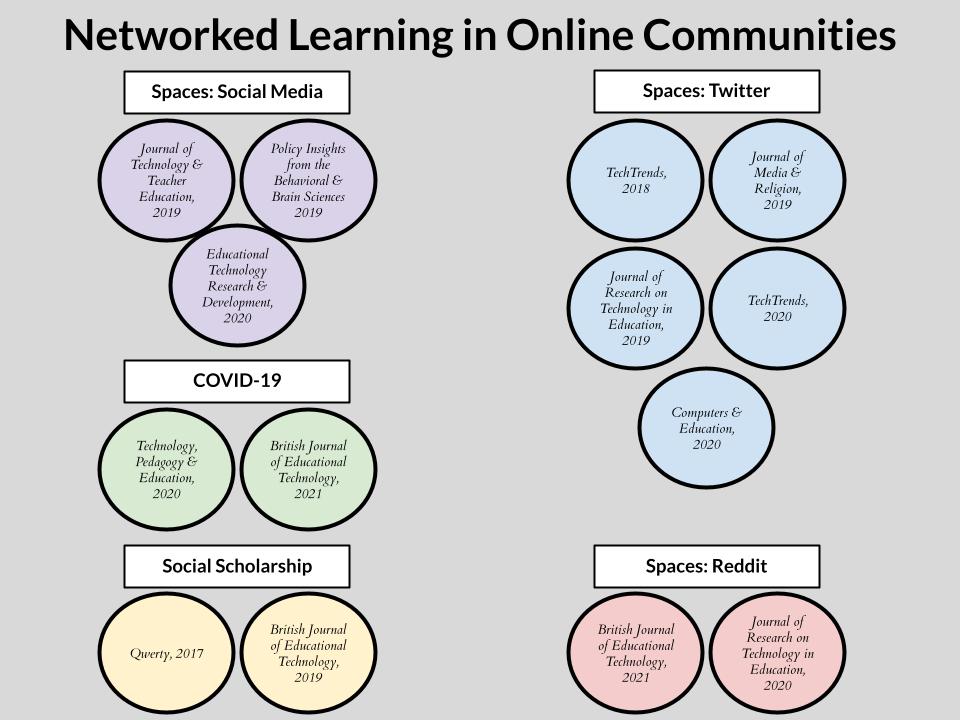 Networked Learning in Online Communities
Spaces: Social Media
Journal of
Technology &
Teacher
Education,
2019
Policy Insights
from the
Behavioral &
Brain Sciences
2019
Educational
Technology
Research &
Development,
2020
COVID-19
Technology,
Pedagogy &
Education,
2020
British Journal
of Educational
Technology,
2021
Social Scholarship
Qwerty, 2017
British Journal
of Educational
Technology,
2019
Spaces: Twitter
TechTrends,
2018
Journal of
Media &
Religion,
2019
Journal of
Research on
Technology in
Education,
2019
TechTrends,
2020
Computers &
Education,
2020
Spaces: Reddit
British Journal
of Educational
Technology,
2021
Journal of
Research on
Technology in
Education,
2020